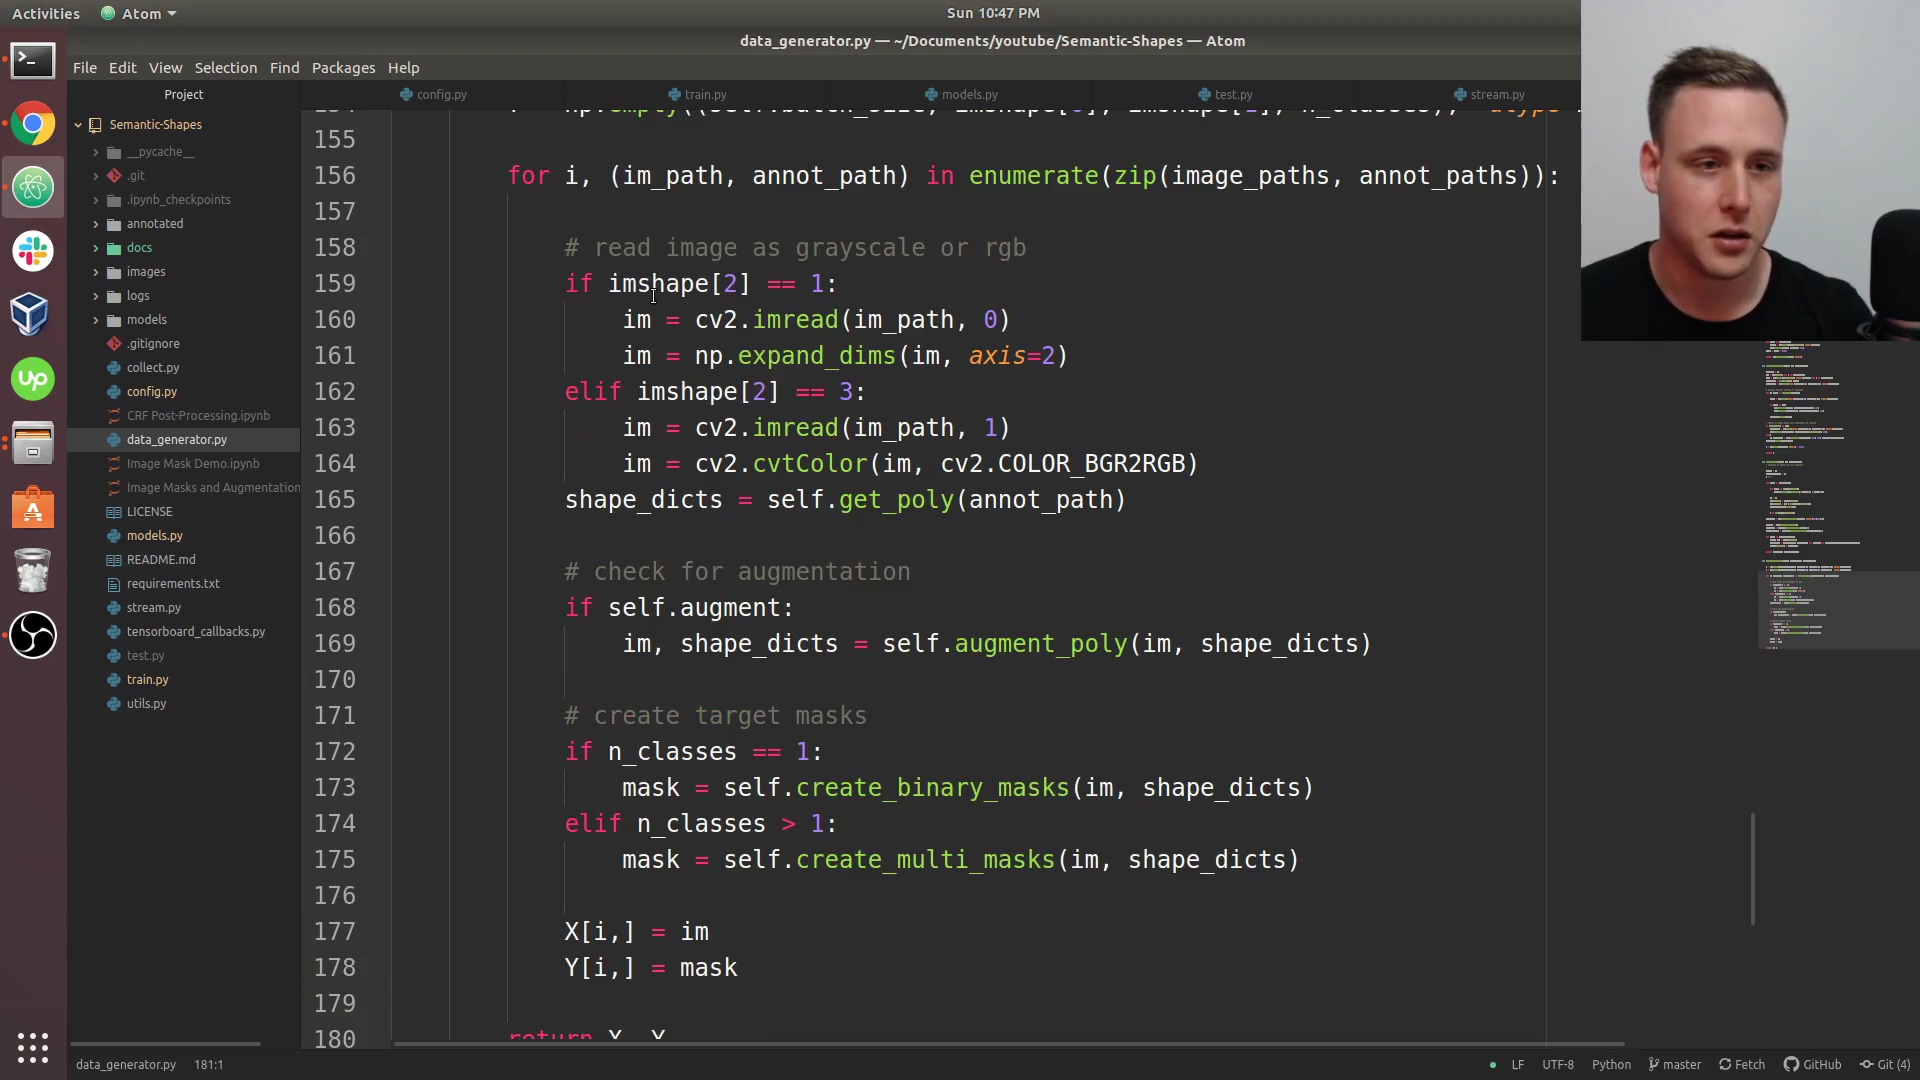 Activities
Atom
Sun 10:47 PM
data_generator.py — ~/Documents/youtube/Semantic-Shapes — Atom
File Edit View Selection Find Packages Help
Project
config.py
train.py
models.py
test.py
stream.py
Semantic-Shapes
__pycache__
.git
.ipynb_checkpoints
annotated
docs
images
logs
models
.gitignore
collect.py
config.py
CRF Post-Processing.ipynb
data_generator.py
Image Mask Demo.ipynb
Image Masks and Augmentation
LICENSE
models.py
README.md
requirements.txt
stream.py
tensorboard_callbacks.py
test.py
train.py
utils.py
155
156 for i, (im_path, annot_path) in enumerate(zip(image_paths, annot_paths)):
157
158 # read image as grayscale or rgb
159 if imshape[2] == 1:
160 im = cv2.imread(im_path, 0)
161 im = np.expand_dims(im, axis=2)
162 elif imshape[2] == 3:
163 im = cv2.imread(im_path, 1)
164 im = cv2.cvtColor(im, cv2.COLOR_BGR2RGB)
165 shape_dicts = self.get_poly(annot_path)
166
167 # check for augmentation
168 if self.augment:
169 im, shape_dicts = self.augment_poly(im, shape_dicts)
170
171 # create target masks
172 if n_classes == 1:
173 mask = self.create_binary_masks(im, shape_dicts)
174 elif n_classes > 1:
175 mask = self.create_multi_masks(im, shape_dicts)
176
177 X[i,] = im
178 Y[i,] = mask
179
180 return X, Y
Up
data_generator.py 181:1
LF UTF-8 Python master Fetch GitHub Git (4)